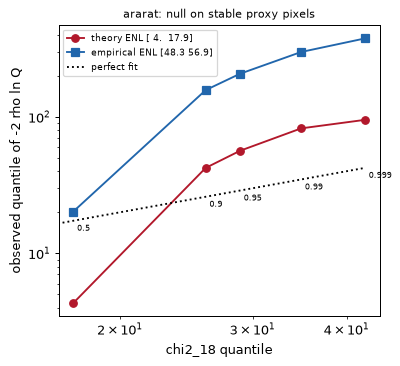 ararat: null on stable proxy pixels
theory ENL [ 4.  17.9]
empirical ENL [48.3 56.9]
perfect fit
observed quantile of -2 rho ln Q
10²
10¹
0.5
0.9
0.95
0.99
0.999
2 × 10¹
3 × 10¹
4 × 10¹
chi2_18 quantile